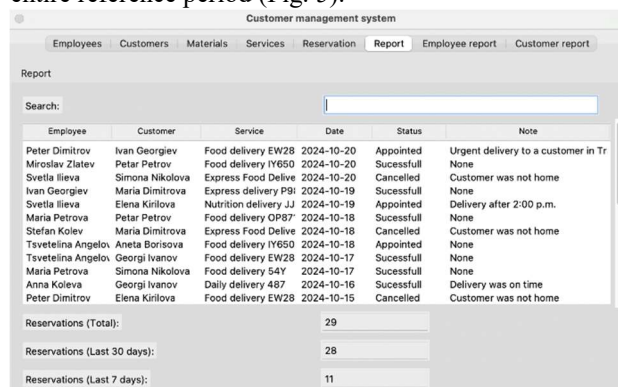 entire reference period (Fig. 5).
Customer management system
Employees Customers Materials Services Reservation Report Employee report Customer report
Report
Search:
Employee Customer Service Date Status Note
Peter Dimitrov Ivan Georgiev Food delivery EW28 2024-10-20 Appointed Urgent delivery to a customer in Tr
Miroslav Zlatev Petar Petrov Food delivery IY650 2024-10-20 Sucessfull None
Svetla Ilieva Simona Nikolova Express Food Delive 2024-10-20 Cancelled Customer was not home
Ivan Georgiev Maria Dimitrova Express delivery 2024-10-19 Sucessfull None
Svetla Ilieva Elena Kirilova Nutrition delivery JJ 2024-10-19 Appointed Delivery after 2:00 p.m.
Maria Petrova Petar Petrov Food delivery OP87 2024-10-18 Sucessfull None
Stefan Kolev Maria Dimitrova Express Food Delive 2024-10-18 Cancelled Customer was not home
Tsvetelina Angelov Aneta Borisova Food delivery IY650 2024-10-18 Appointed None
Tsvetelina Angelov Georgi Ivanov Food delivery EW28 2024-10-17 Sucessfull None
Maria Petrova Simona Nikolova Food delivery 54Y 2024-10-17 Sucessfull None
Anna Koleva Georgi Ivanov Daily delivery 487 2024-10-16 Sucessfull Delivery was on time
Peter Dimitrov Elena Kirilova Food delivery EW28 2024-10-15 Cancelled Customer was not home
Reservations (Total): 29
Reservations (Last 30 days): 28
Reservations (Last 7 days): 11